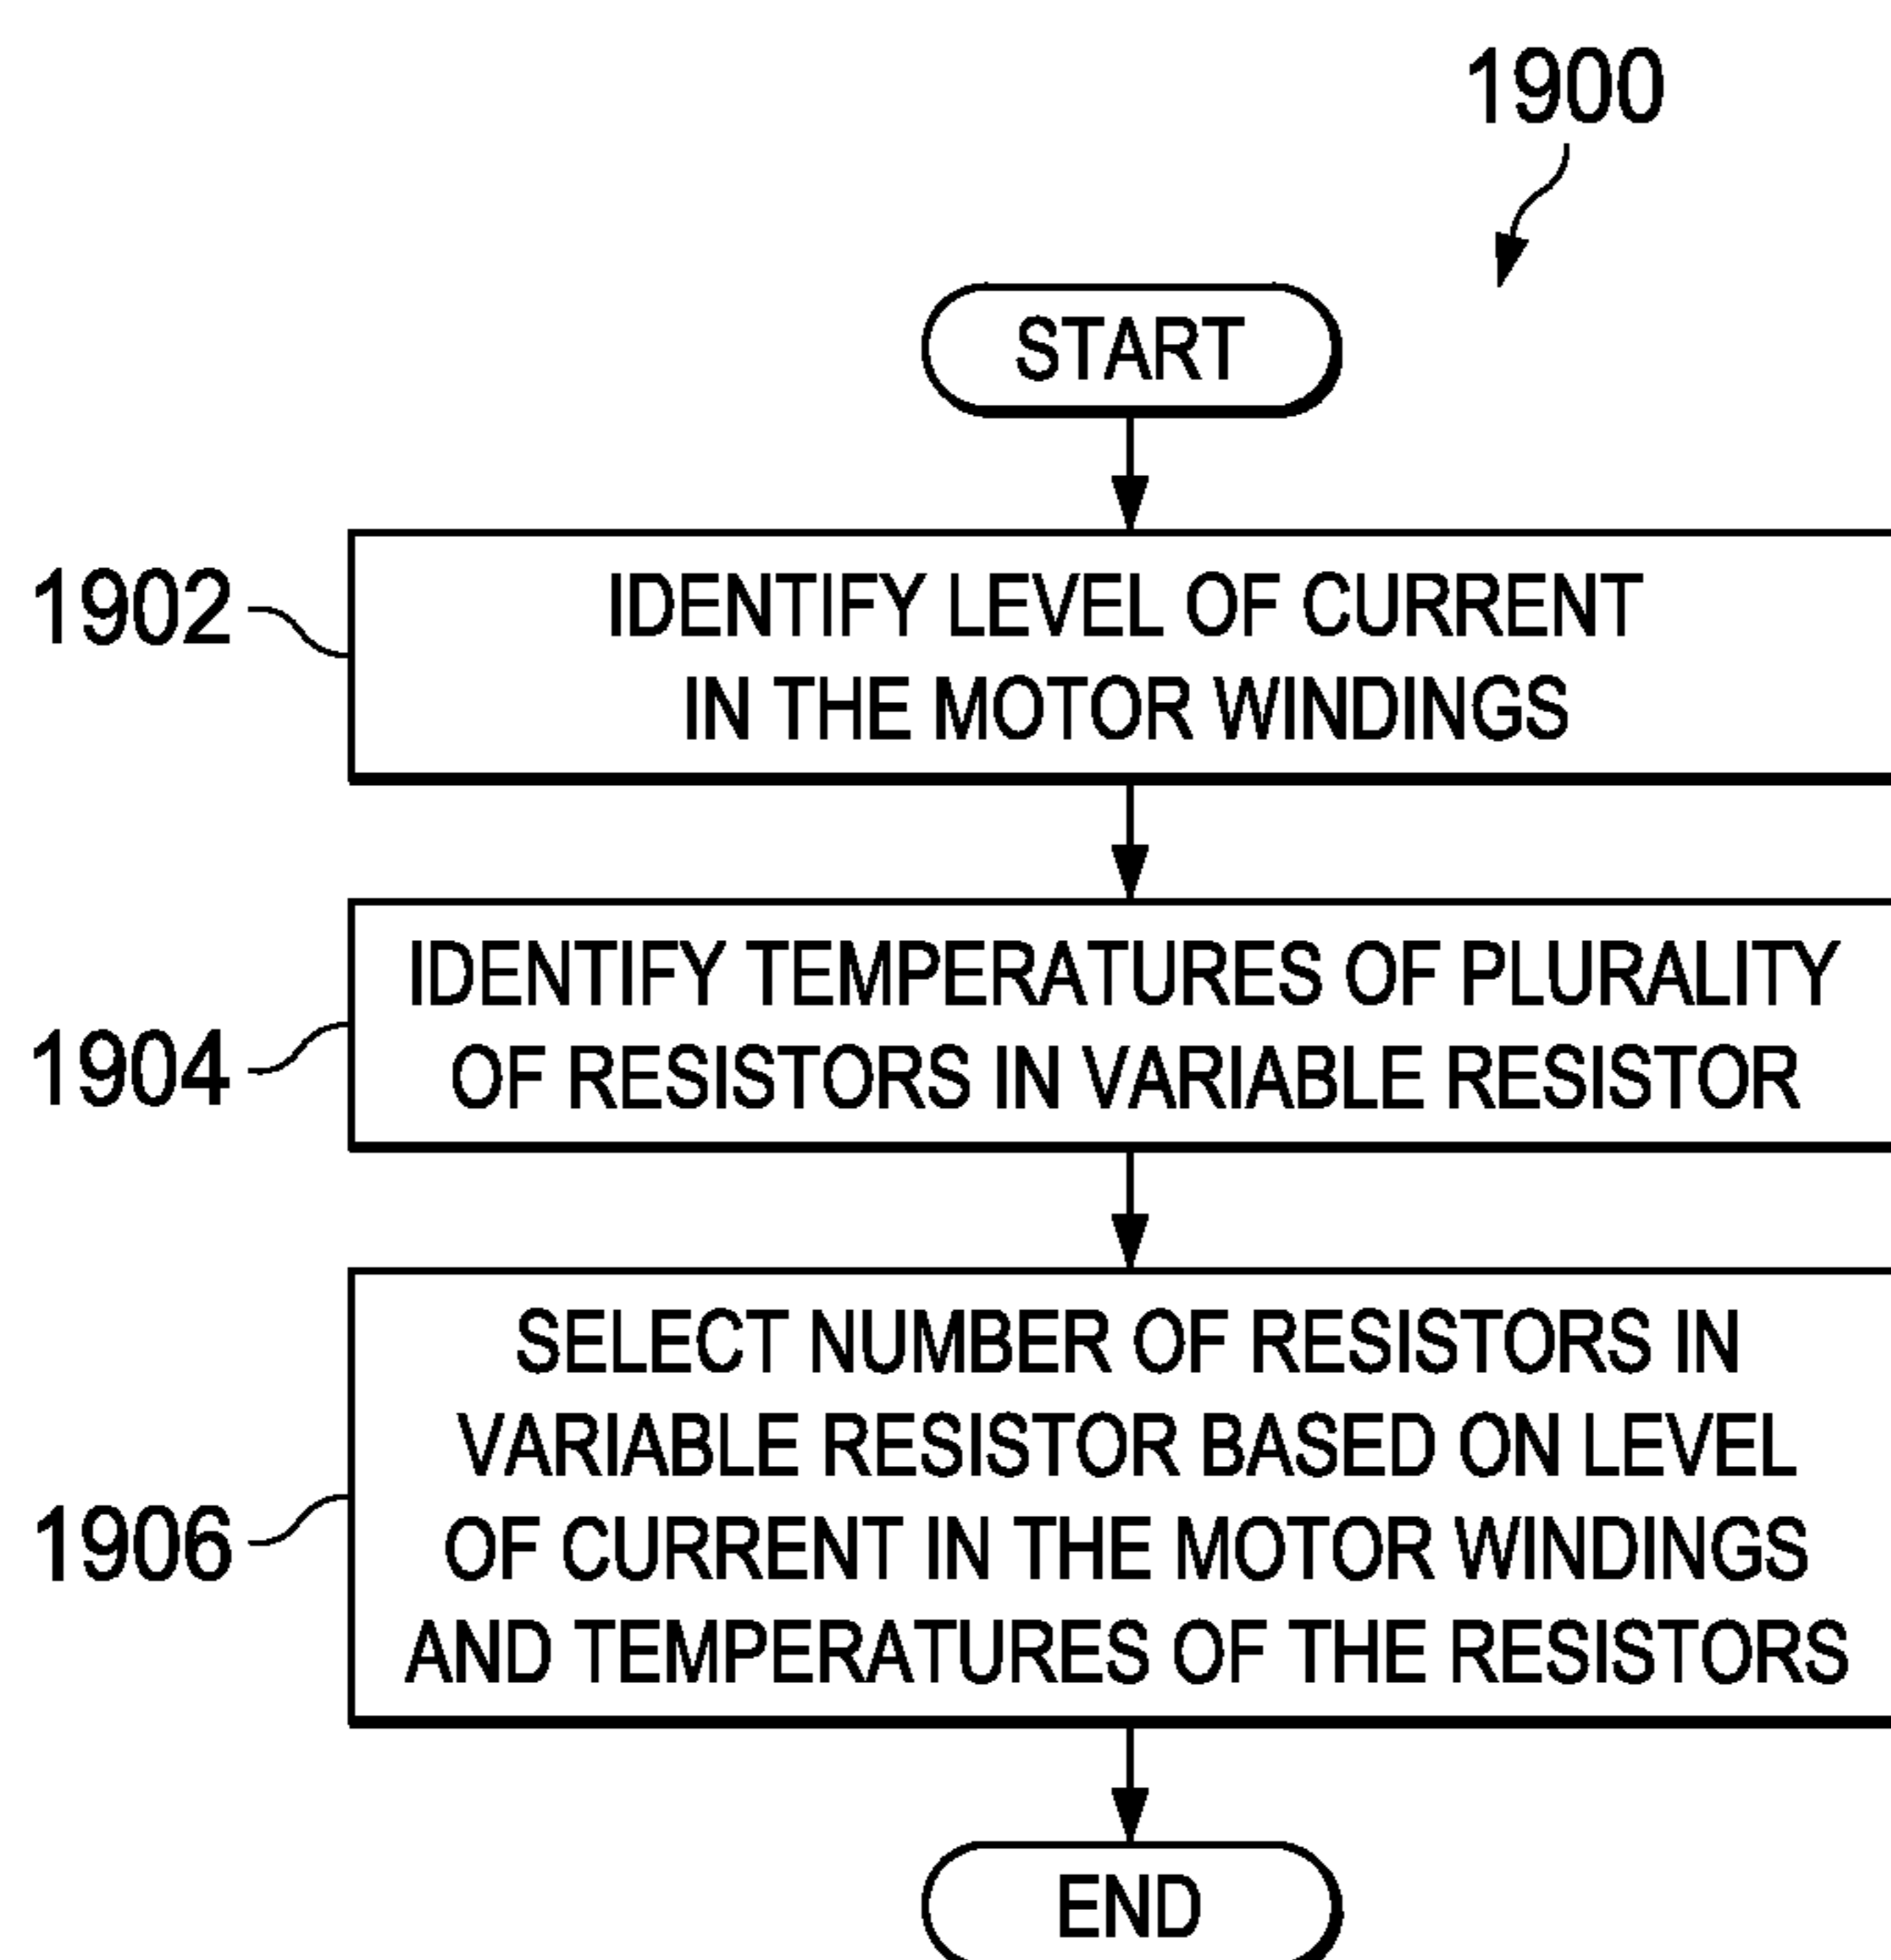 1900
START
1902
IDENTIFY LEVEL OF CURRENT
IN THE MOTOR WINDINGS
1904
IDENTIFY TEMPERATURES OF PLURALITY
OF RESISTORS IN VARIABLE RESISTOR
1906
SELECT NUMBER OF RESISTORS IN
VARIABLE RESISTOR BASED ON LEVEL
OF CURRENT IN THE MOTOR WINDINGS
AND TEMPERATURES OF THE RESISTORS
END